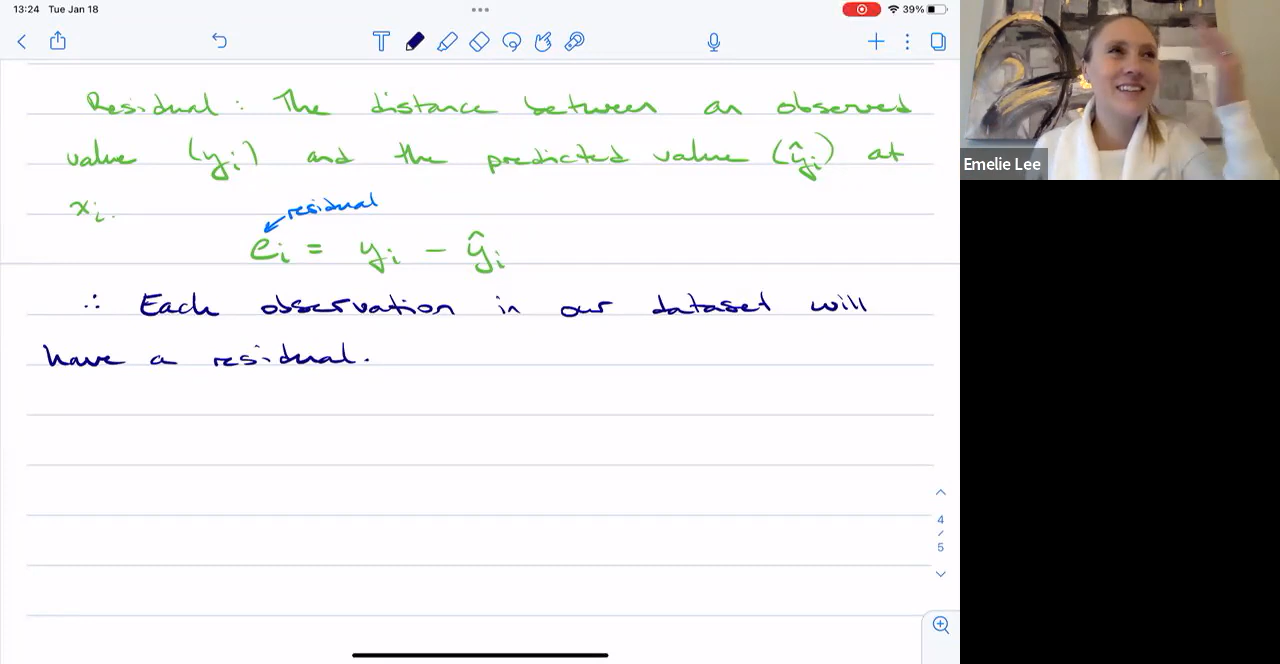 13:24 Tue Jan 18
39%
Residual : The distance between an observed
value (yᵢ) and the predicted value (ŷᵢ) at
xᵢ.
residual
eᵢ = yᵢ - ŷᵢ
∴ Each observation in our dataset will
have a residual.
4
/
5
Emelie Lee